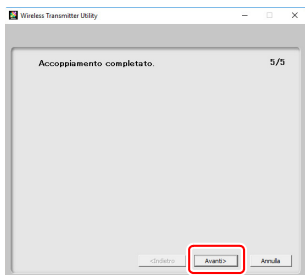 Wireless Transmitter Utility
Accoppiamento completato. 5/5
<Indietro Avanti> Annulla